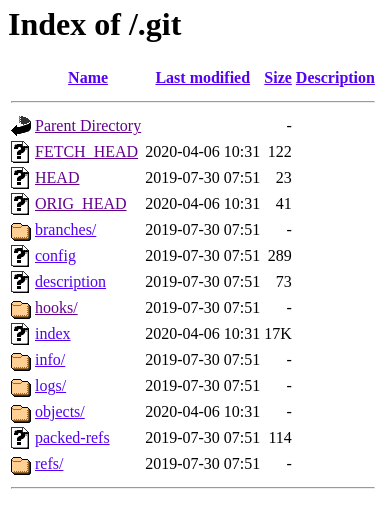 Index of /.git
Name Last modified Size Description
Parent Directory -
FETCH_HEAD 2020-04-06 10:31 122
HEAD 2019-07-30 07:51 23
ORIG_HEAD 2020-04-06 10:31 41
branches/ 2019-07-30 07:51 -
config 2019-07-30 07:51 289
description 2019-07-30 07:51 73
hooks/ 2019-07-30 07:51 -
index 2020-04-06 10:31 17K
info/ 2019-07-30 07:51 -
logs/ 2019-07-30 07:51 -
objects/ 2020-04-06 10:31 -
packed-refs 2019-07-30 07:51 114
refs/ 2019-07-30 07:51 -